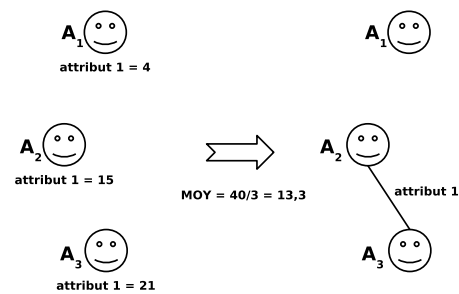 A1
attribut 1 = 4
A2
attribut 1 = 15
A3
attribut 1 = 21
MOY = 40/3 = 13,3
A1
A2
attribut 1
A3